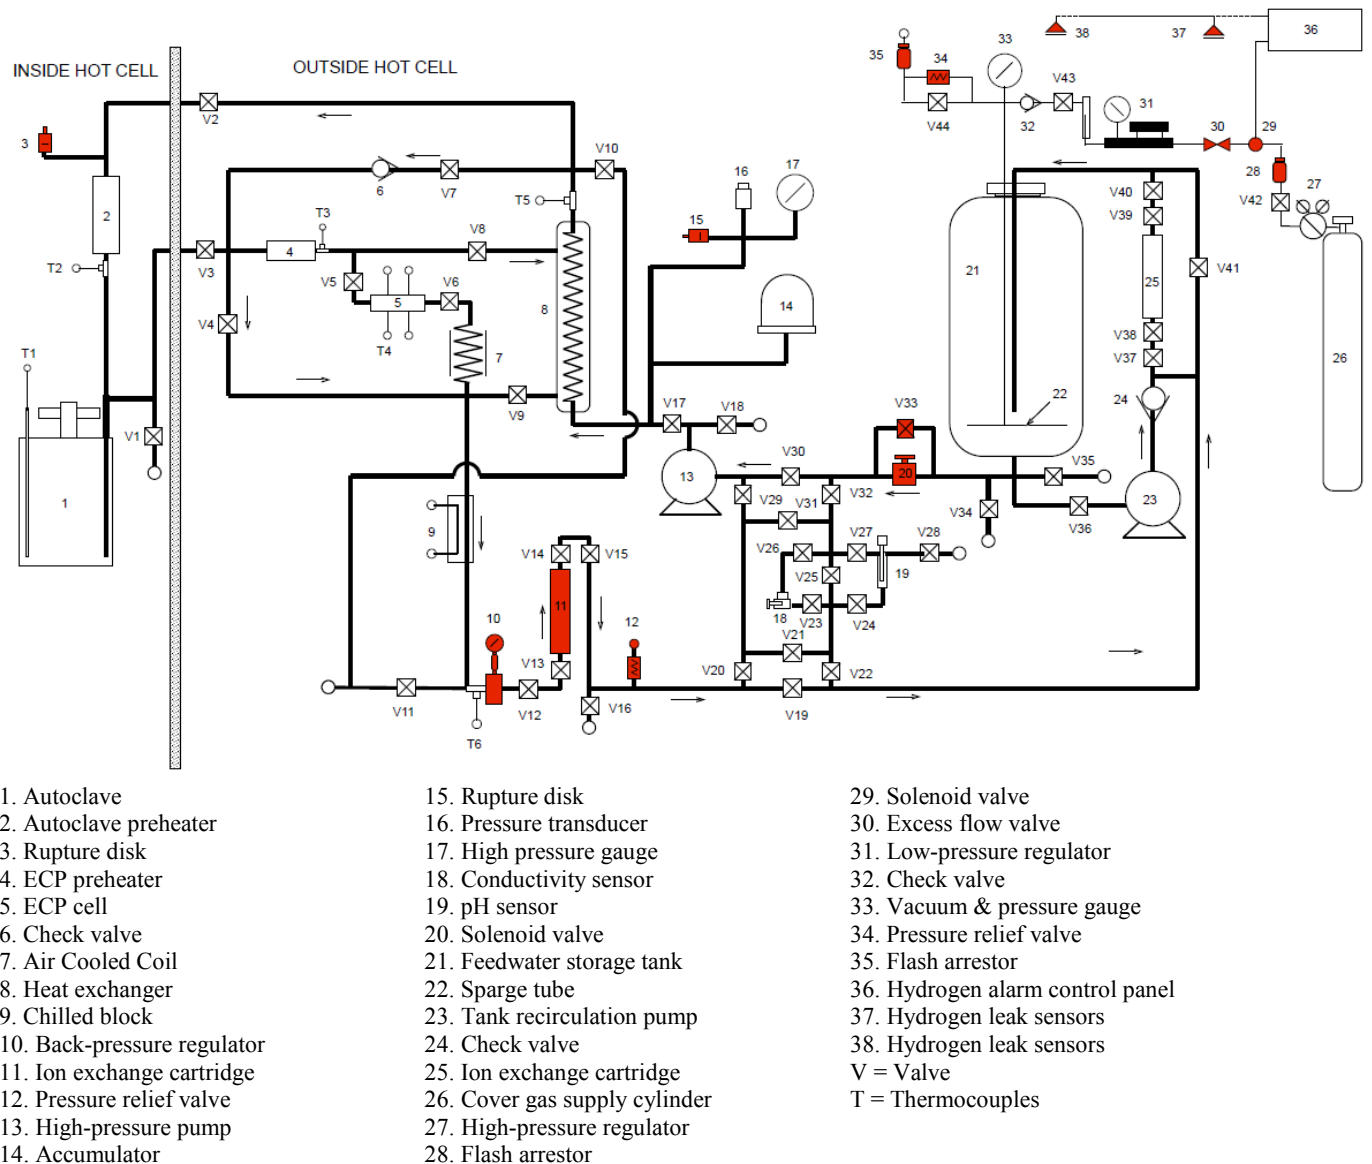 INSIDE HOT CELL
OUTSIDE HOT CELL
33
38
37
36
35
34
V43
31
V44
32
30
29
28
27
V42
V2
3
V10
16
17
6
V7
V40
V39
2
T3
T5
15
V8
V3
4
T2
V5
V6
5
8
14
21
25
V41
V4
T4
7
V38
V37
26
T1
22
24
V9
V17
V18
V33
V1
V30
V35
13
20
1
V29
V31
V32
V34
V36
23
9
V14
V15
V26
V27
V28
V25
19
10
11
12
18
V23
V24
V21
V13
V20
V22
V11
V12
V16
V19
T6
1. Autoclave
2. Autoclave preheater
3. Rupture disk
4. ECP preheater
5. ECP cell
6. Check valve
7. Air Cooled Coil
8. Heat exchanger
9. Chilled block
10. Back-pressure regulator
11. Ion exchange cartridge
12. Pressure relief valve
13. High-pressure pump
14. Accumulator
15. Rupture disk
16. Pressure transducer
17. High pressure gauge
18. Conductivity sensor
19. pH sensor
20. Solenoid valve
21. Feedwater storage tank
22. Sparge tube
23. Tank recirculation pump
24. Check valve
25. Ion exchange cartridge
26. Cover gas supply cylinder
27. High-pressure regulator
28. Flash arrestor
29. Solenoid valve
30. Excess flow valve
31. Low-pressure regulator
32. Check valve
33. Vacuum & pressure gauge
34. Pressure relief valve
35. Flash arrestor
36. Hydrogen alarm control panel
37. Hydrogen leak sensors
38. Hydrogen leak sensors
V = Valve
T = Thermocouples